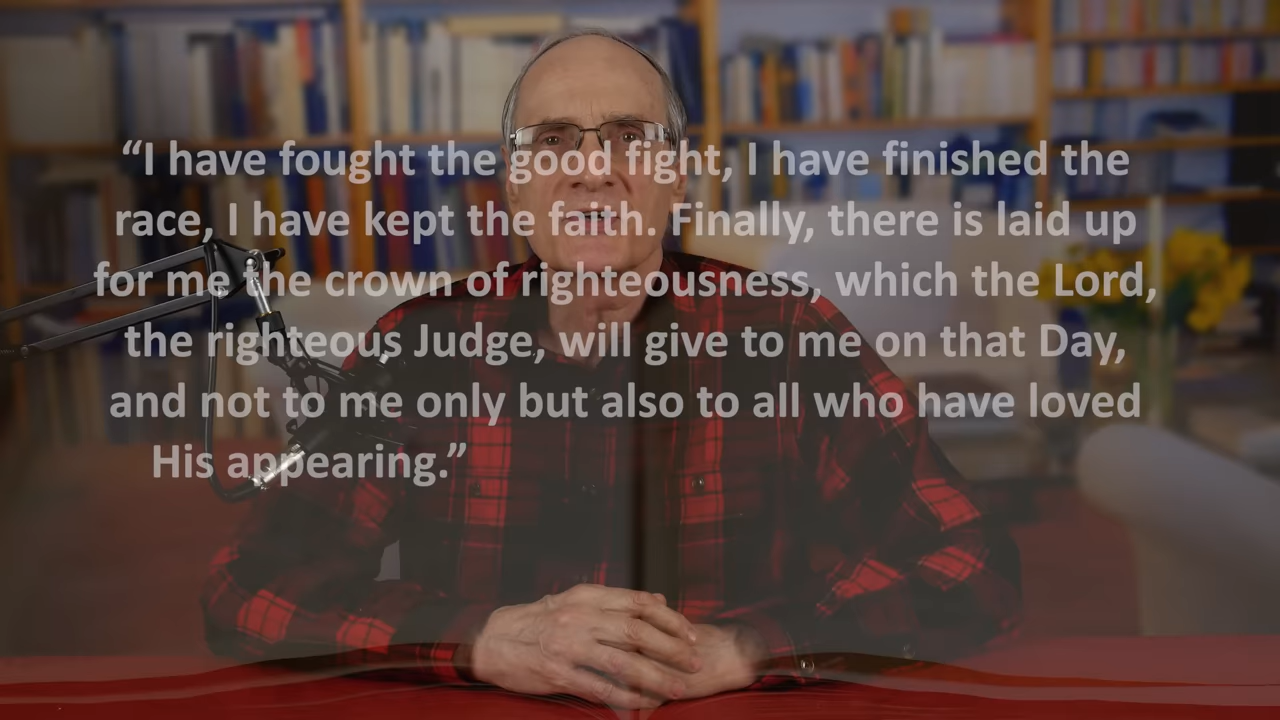 “I have fought the good fight, I have finished the
race, I have kept the faith. Finally, there is laid up
for me the crown of righteousness, which the Lord,
the righteous Judge, will give to me on that Day,
and not to me only but also to all who have loved
His appearing.”